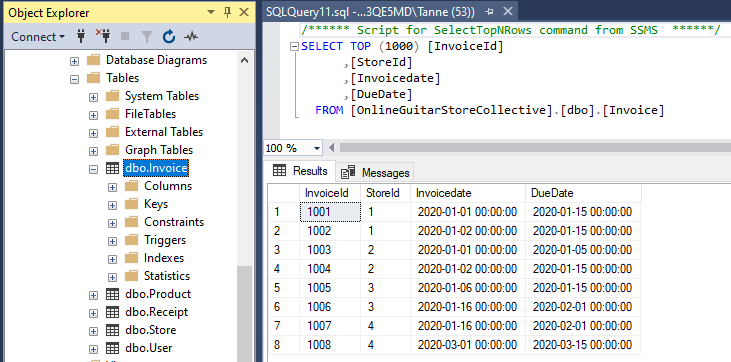 Object Explorer
Connect
Database Diagrams
Tables
System Tables
FileTables
External Tables
Graph Tables
dbo.Invoice
Columns
Keys
Constraints
Triggers
Indexes
Statistics
dbo.Product
dbo.Receipt
dbo.Store
dbo.User
SQLQuery11.sql -...3QE5MD\Tanne (53))
/****** Script for SelectTopNRows command from SSMS  ******/
SELECT TOP (1000) [InvoiceId]
,[StoreId]
,[Invoicedate]
,[DueDate]
FROM [OnlineGuitarStoreCollective].[dbo].[Invoice]
100 %
Results Messages
InvoiceId StoreId Invoicedate DueDate
1 1001 1 2020-01-01 00:00:00 2020-01-15 00:00:00
2 1002 1 2020-01-02 00:00:00 2020-01-15 00:00:00
3 1003 2 2020-01-01 00:00:00 2020-01-05 00:00:00
4 1004 2 2020-01-02 00:00:00 2020-01-15 00:00:00
5 1005 3 2020-01-06 00:00:00 2020-01-15 00:00:00
6 1006 3 2020-01-16 00:00:00 2020-02-01 00:00:00
7 1007 4 2020-01-16 00:00:00 2020-02-01 00:00:00
8 1008 4 2020-03-01 00:00:00 2020-03-15 00:00:00